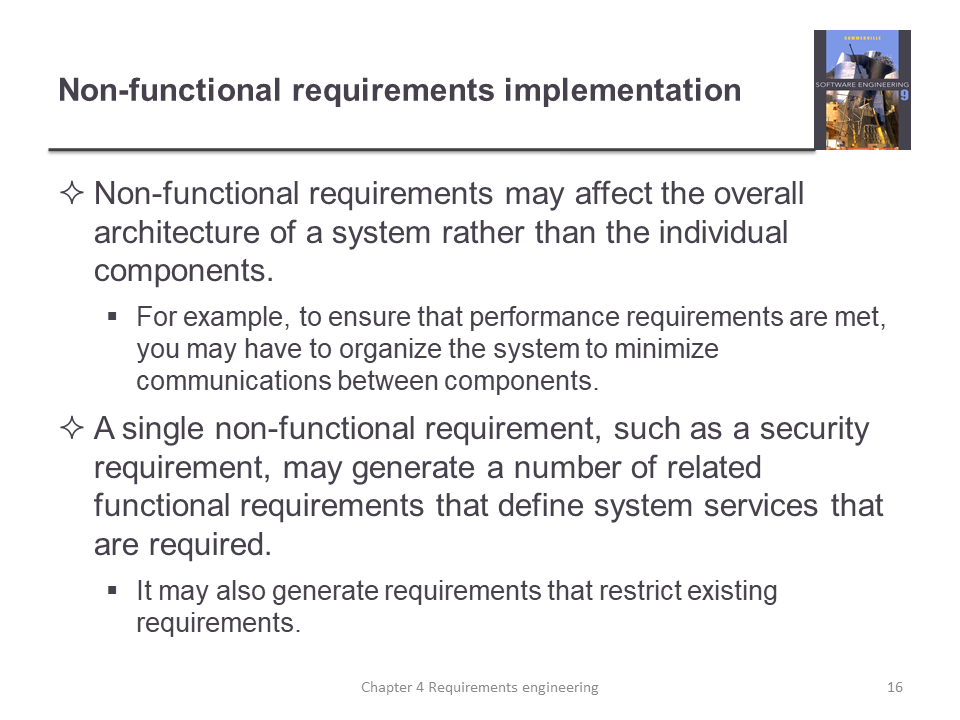 Non-functional requirements implementation
SOMMERVILLE
SOFTWARE ENGINEERING
9
✧ Non-functional requirements may affect the overall
architecture of a system rather than the individual
components.
▪ For example, to ensure that performance requirements are met,
you may have to organize the system to minimize
communications between components.
✧ A single non-functional requirement, such as a security
requirement, may generate a number of related
functional requirements that define system services that
are required.
▪ It may also generate requirements that restrict existing
requirements.
Chapter 4 Requirements engineering
16